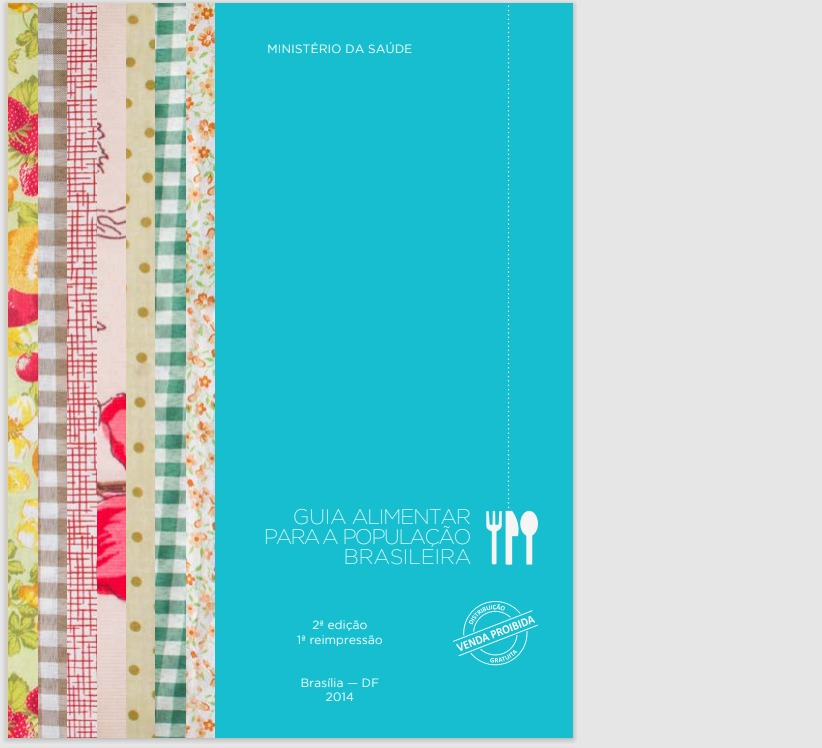 MINISTÉRIO DA SAÚDE
GUIA ALIMENTAR
PARA A POPULAÇÃO
BRASILEIRA
2ª edição
1ª reimpressão
DISTRIBUIÇÃO
VENDA PROIBIDA
GRATUITA
Brasília — DF
2014